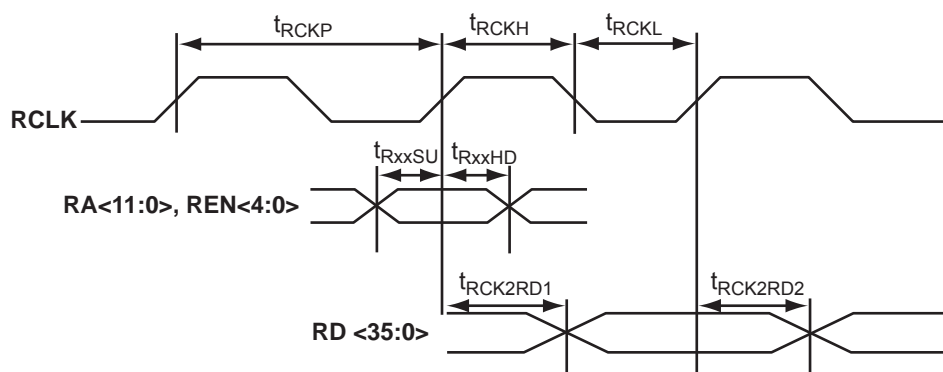 tRCKP tRCKH tRCKL
RCLK
tRxxSU tRxxHD
RA<11:0>, REN<4:0>
tRCK2RD1 tRCK2RD2
RD <35:0>